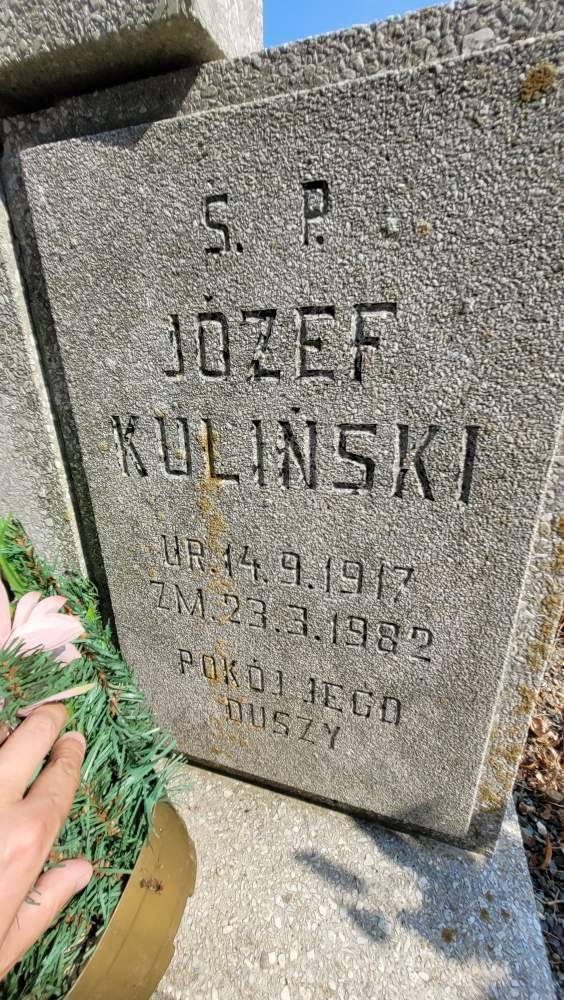 Ś. P.
JÓZEF
KULIŃSKI
UR.14.9.1917
ZM.23.3.1982
POKÓJ JEGO
DUSZY